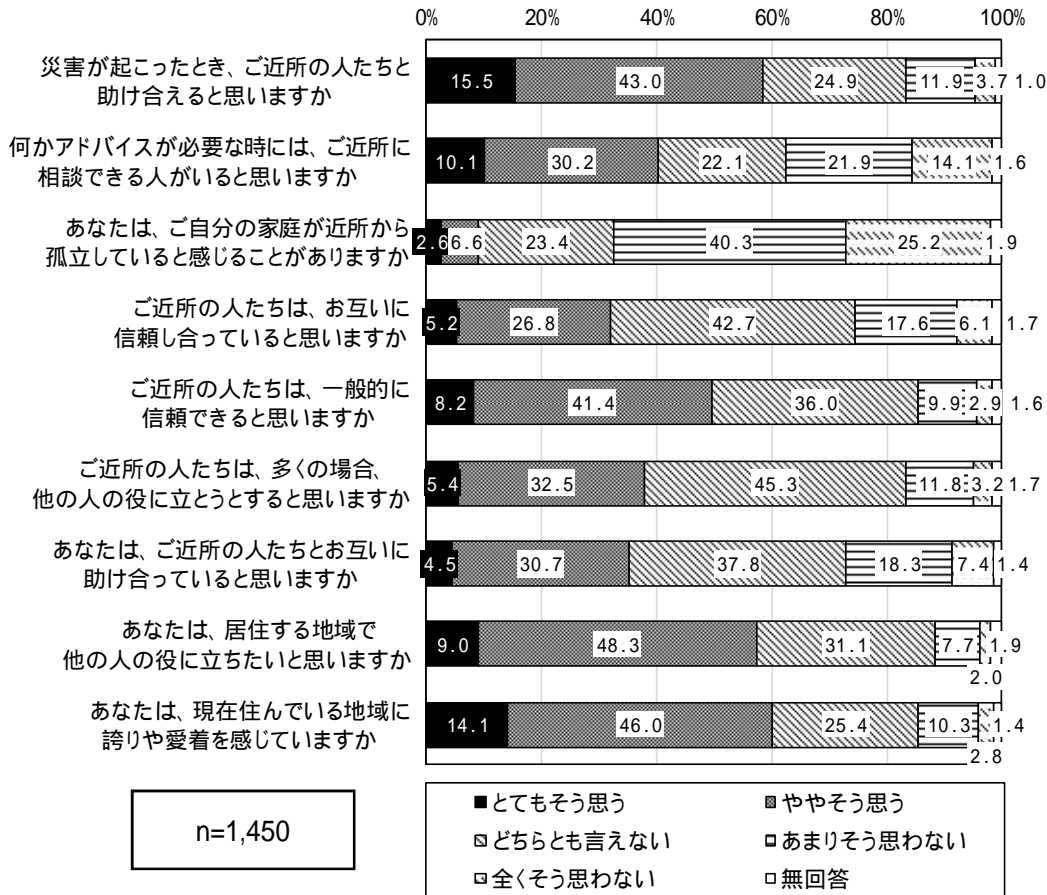 0% 20% 40% 60% 80% 100%
災害が起こったとき、ご近所の人たちと
助け合えると思いますか
15.5 43.0 24.9 11.9 3.7 1.0
何かアドバイスが必要な時には、ご近所に
相談できる人がいると思いますか
10.1 30.2 22.1 21.9 14.1 1.6
あなたは、ご自分の家庭が近所から
孤立していると感じることがありますか
2.6 6.6 23.4 40.3 25.2 1.9
ご近所の人たちは、お互いに
信頼し合っていると思いますか
5.2 26.8 42.7 17.6 6.1 1.7
ご近所の人たちは、一般的に
信頼できると思いますか
8.2 41.4 36.0 9.9 2.9 1.6
ご近所の人たちは、多くの場合、
他の人の役に立とうとすると思いますか
5.4 32.5 45.3 11.8 3.2 1.7
あなたは、ご近所の人たちとお互いに
助け合っていると思いますか
4.5 30.7 37.8 18.3 7.4 1.4
あなたは、居住する地域で
他の人の役に立ちたいと思いますか
9.0 48.3 31.1 7.7 1.9
2.0
あなたは、現在住んでいる地域に
誇りや愛着を感じていますか
14.1 46.0 25.4 10.3 1.4
2.8
n=1,450
とてもそう思う ややそう思う
どちらとも言えない あまりそう思わない
全くそう思わない 無回答